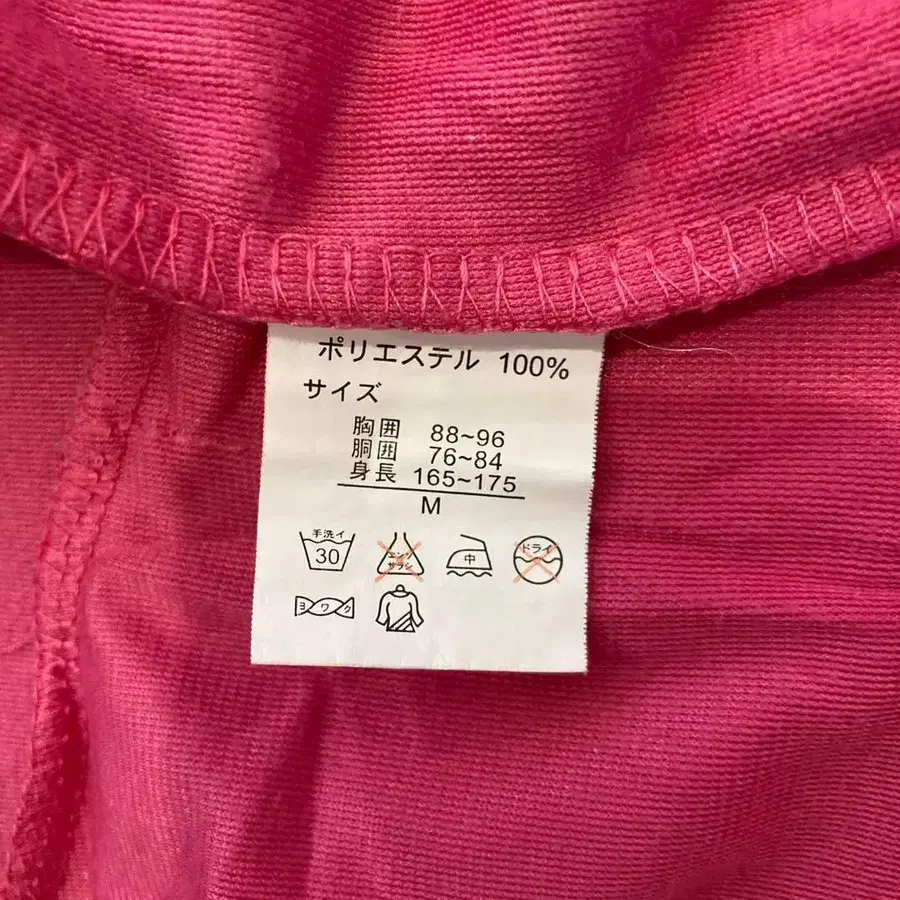 ポリエステル 100%
サイズ
胸囲 88~96
胴囲 76~84
身長 165~175
M
手洗イ
30
エンソ
サラシ
中
ドライ
ヨワク